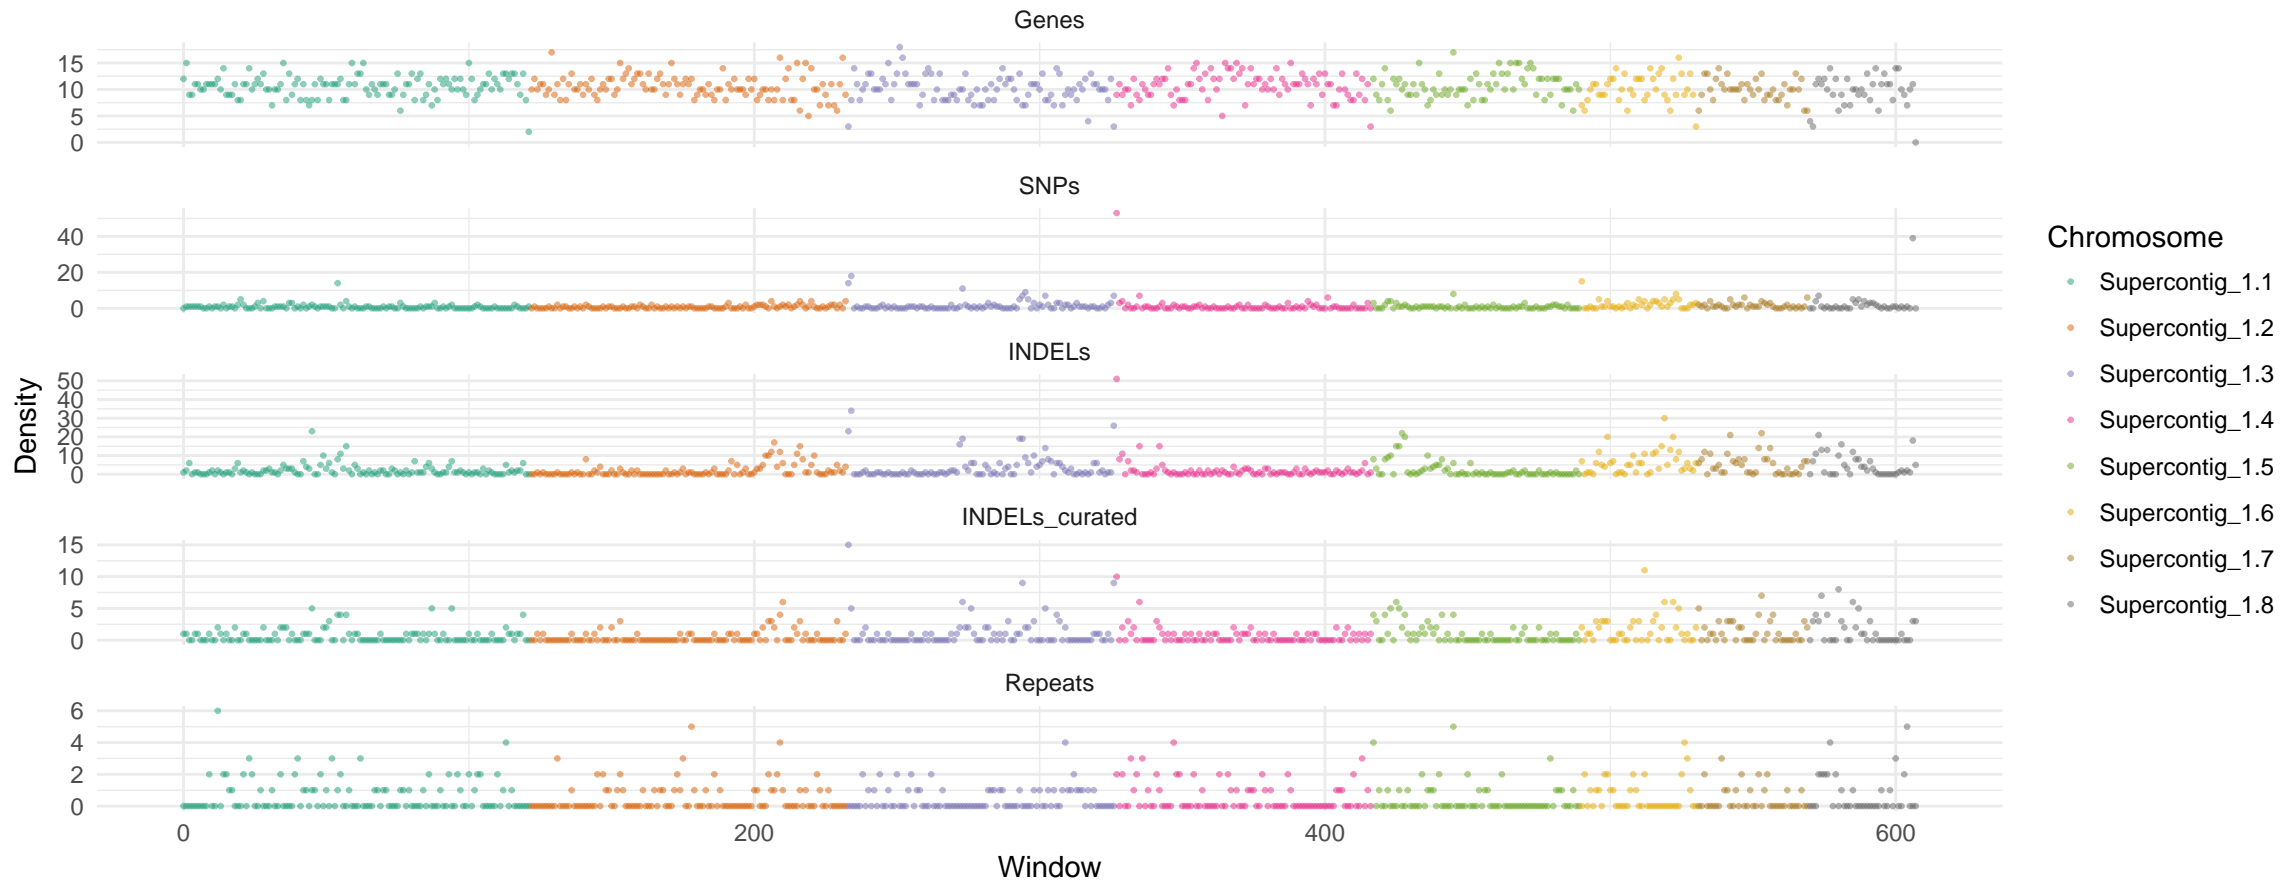 Genes
15
10
5
0
SNPs
40
20
0
INDELs
50
40
30
20
10
0
INDELs_curated
15
10
5
0
Repeats
6
4
2
0
0 200 400 600
Window
Density
Chromosome
Supercontig_1.1
Supercontig_1.2
Supercontig_1.3
Supercontig_1.4
Supercontig_1.5
Supercontig_1.6
Supercontig_1.7
Supercontig_1.8